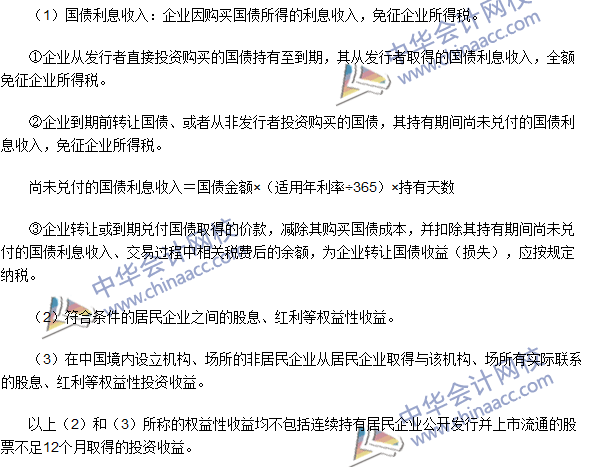 （1）国债利息收入：企业因购买国债所得的利息收入，免征企业所得税。
①企业从发行者直接投资购买的国债持有至到期，其从发行者取得的国债利息收入，全额
免征企业所得税。
②企业到期前转让国债、或者从非发行者投资购买的国债，其持有期间尚未兑付的国债利
息收入，免征企业所得税。
尚未兑付的国债利息收入＝国债金额×（适用年利率÷365）×持有天数
③企业转让或到期兑付国债取得的价款，减除其购买国债成本，并扣除其持有期间尚未兑
付的国债利息收入、交易过程中相关税费后的余额，为企业转让国债收益（损失），应按规定
纳税。
（2）符合条件的居民企业之间的股息、红利等权益性收益。
（3）在中国境内设立机构、场所的非居民企业从居民企业取得与该机构、场所有实际联系
的股息、红利等权益性投资收益。
以上（2）和（3）所称的权益性收益均不包括连续持有居民企业公开发行并上市流通的股
票不足12个月取得的投资收益。
中华会计网校
www.chinaacc.com
中华会计网校
www.chinaacc.com
中华会计网校
www.chinaacc.com